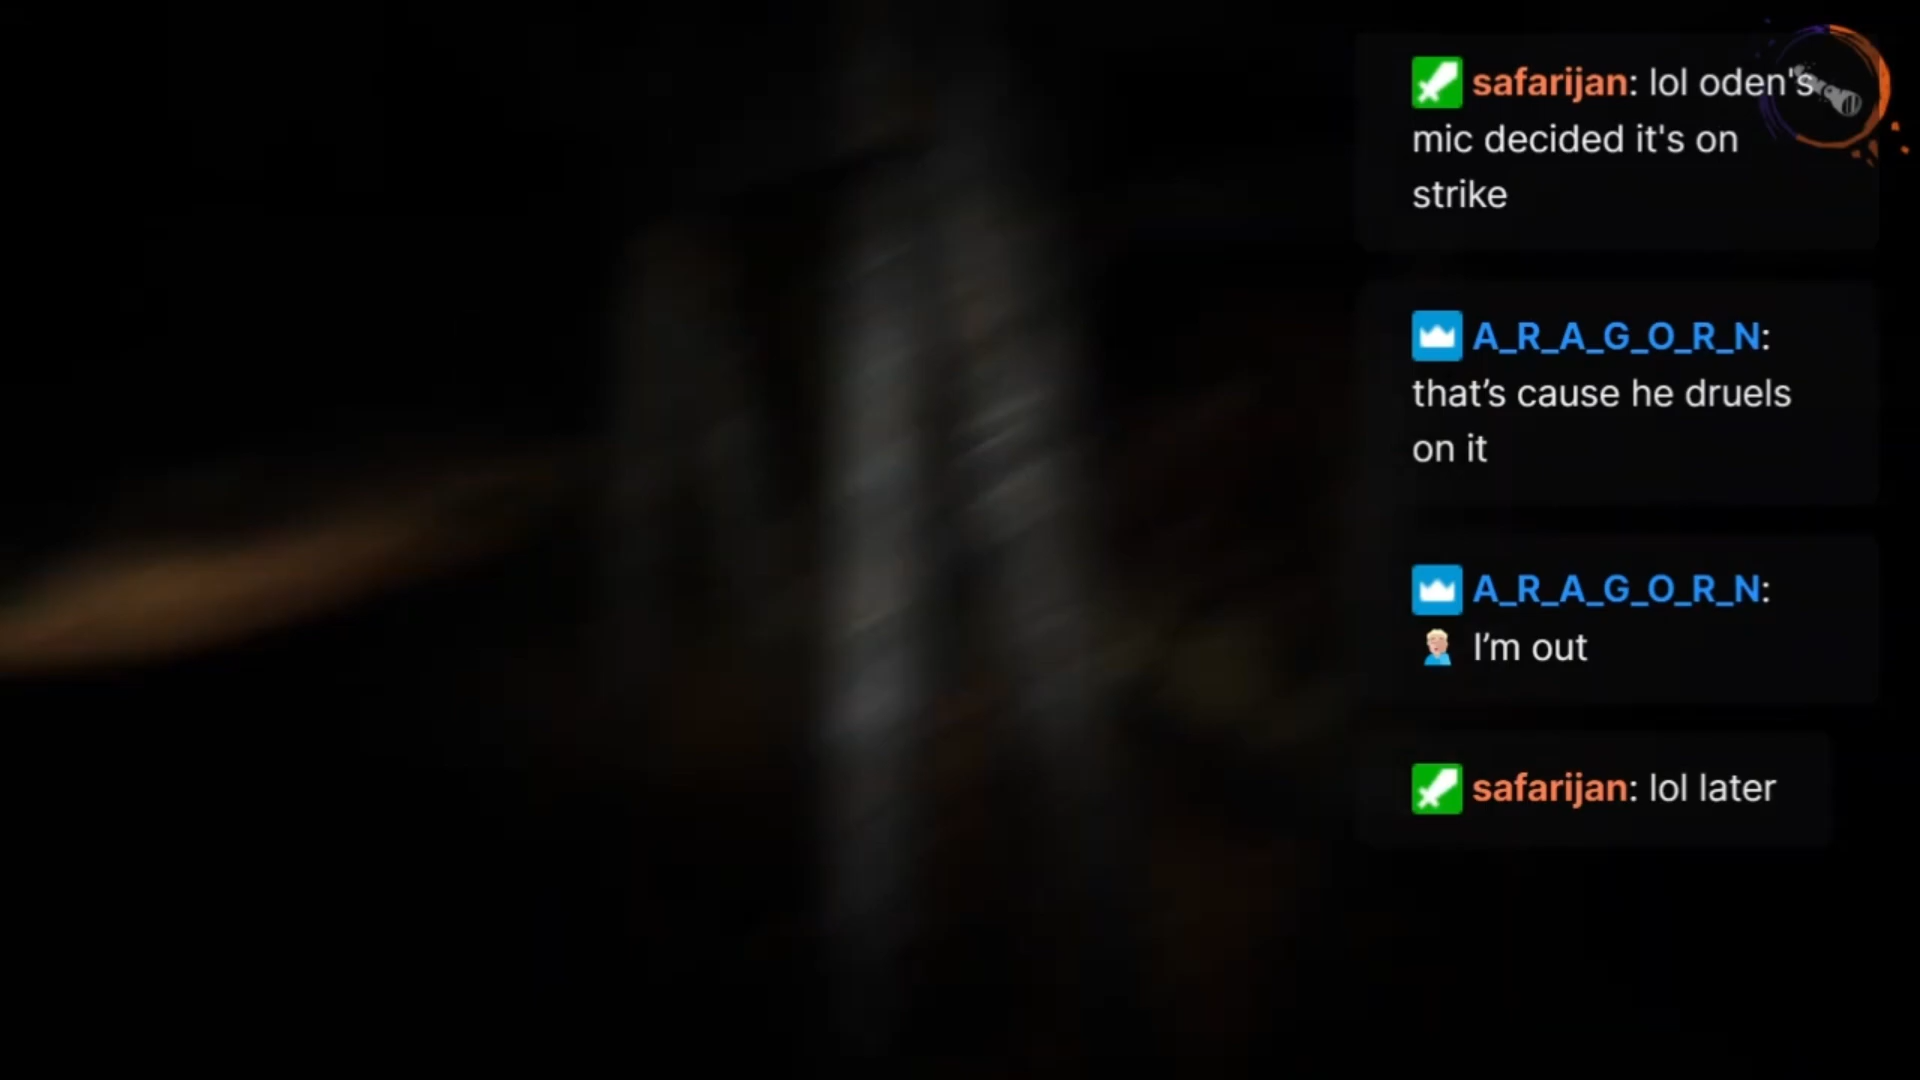 safarijan: lol oden's
mic decided it's on
strike
A_R_A_G_O_R_N:
that’s cause he druels
on it
A_R_A_G_O_R_N:
I’m out
safarijan: lol later